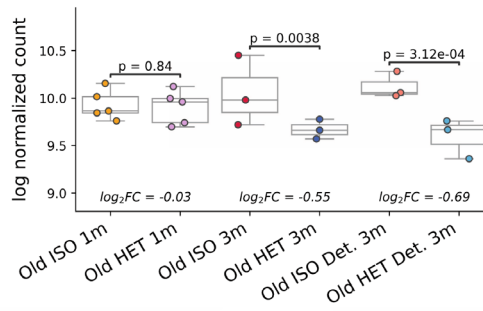 log normalized count
10.5
10.0
9.5
9.0
p = 0.84
p = 0.0038
p = 3.12e-04
log₂FC = -0.03
log₂FC = -0.55
log₂FC = -0.69
Old ISO 1m
Old HET 1m
Old ISO 3m
Old HET 3m
Old ISO Det. 3m
Old HET Det. 3m